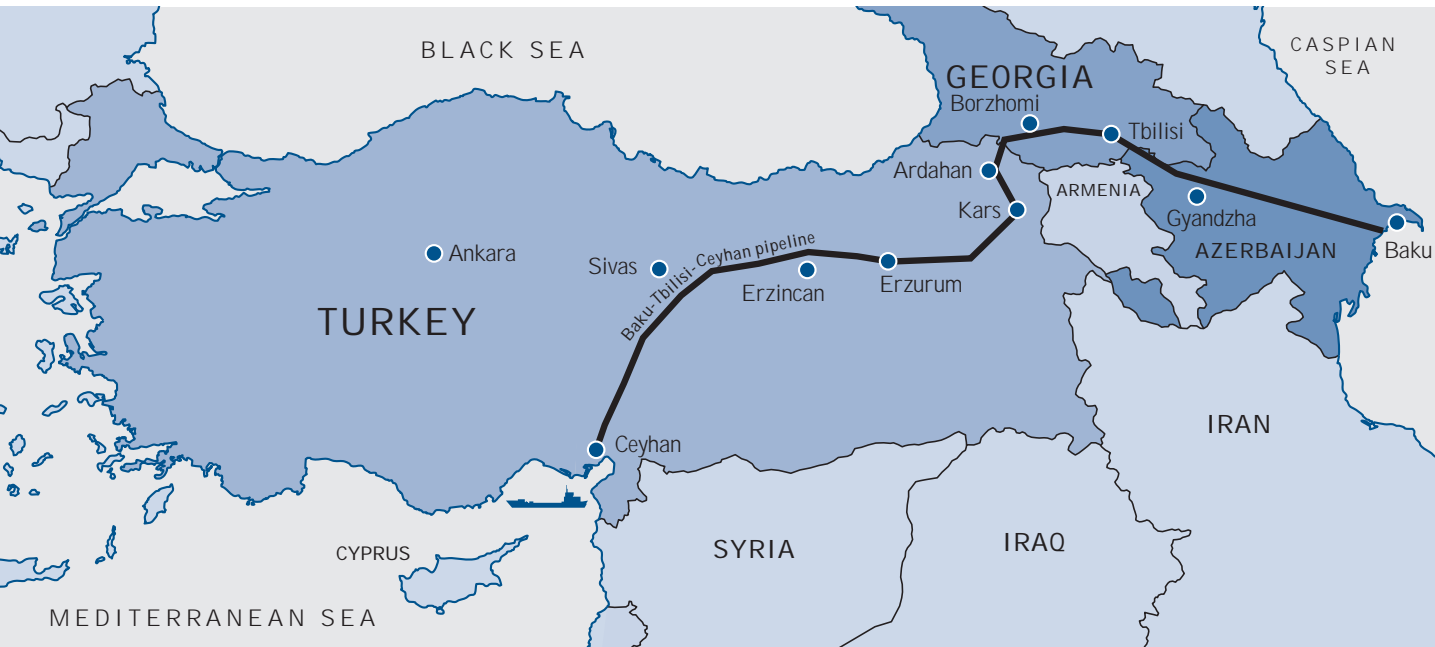 BLACK SEA
CASPIAN
SEA
GEORGIA
Borzhomi
Tbilisi
Ardahan
ARMENIA
Kars
Gyandzha
AZERBAIJAN
Baku
Ankara
Sivas
Baku-Tbilisi-Ceyhan pipeline
Erzincan
Erzurum
TURKEY
IRAN
Ceyhan
SYRIA
IRAQ
CYPRUS
MEDITERRANEAN SEA